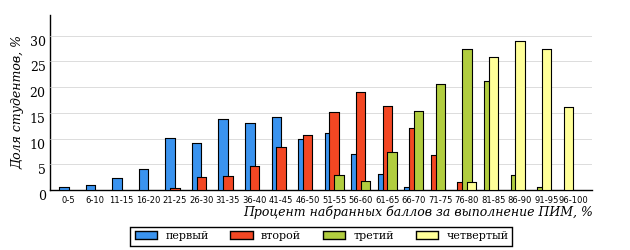 Доля студентов, %
30
25
20
15
10
5
0
0-5 6-10 11-15 16-20 21-25 26-30 31-35 36-40 41-45 46-50 51-55 56-60 61-65 66-70 71-75 76-80 81-85 86-90 91-95 96-100
Процент набранных баллов за выполнение ПИМ, %
первый второй третий четвертый